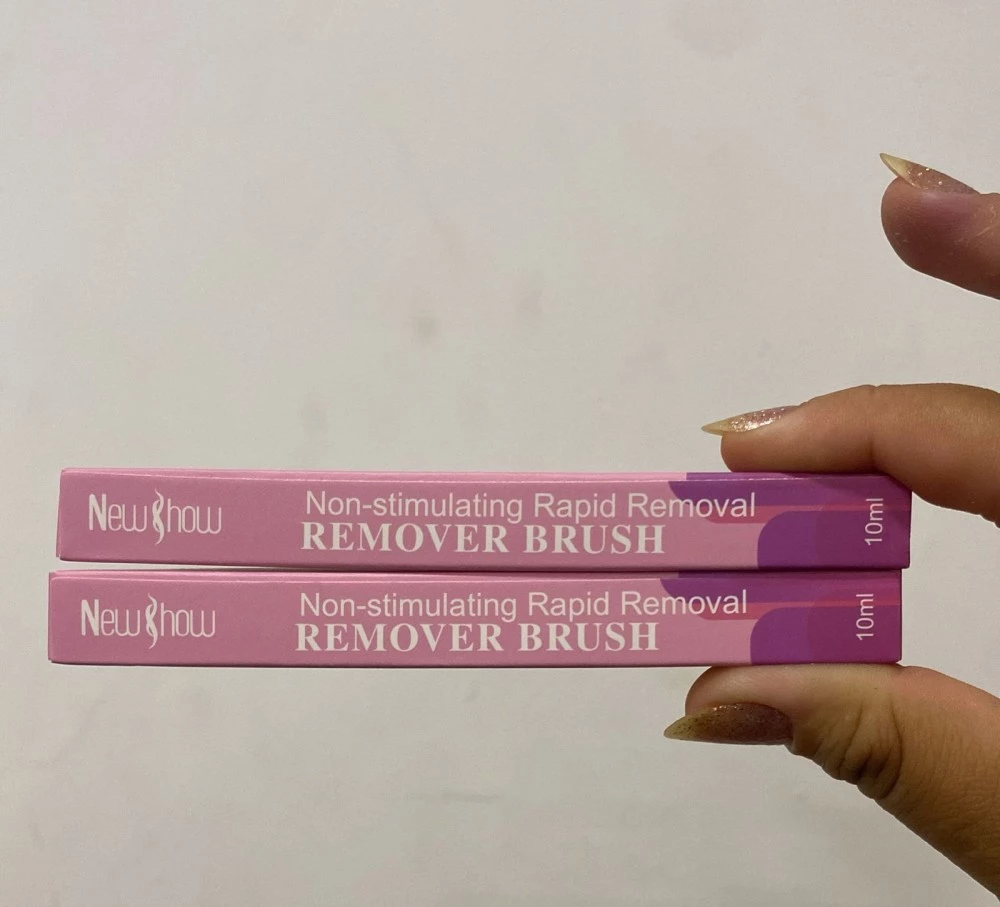 NewShow
Non-stimulating Rapid Removal
REMOVER BRUSH
10ml
NewShow
Non-stimulating Rapid Removal
REMOVER BRUSH
10ml